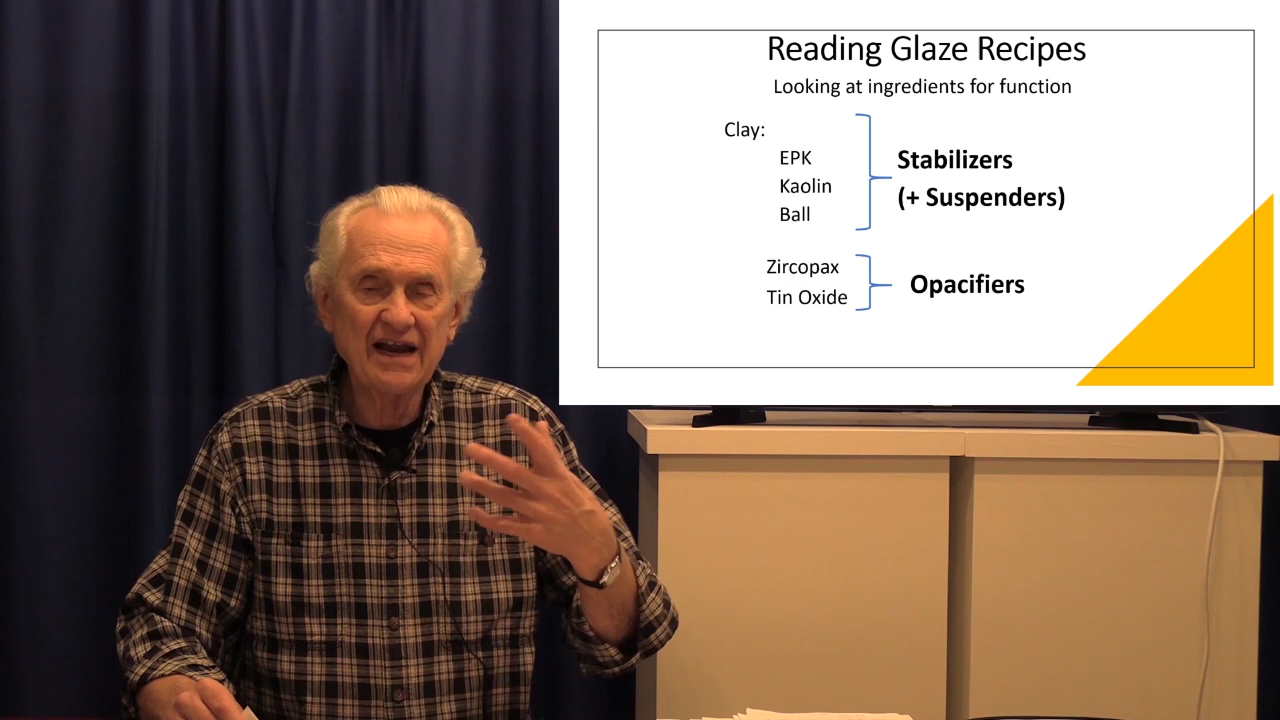 Reading Glaze Recipes
Looking at ingredients for function
Clay:
EPK
Kaolin
Ball
Stabilizers
(+ Suspenders)
Zircopax
Tin Oxide
Opacifiers